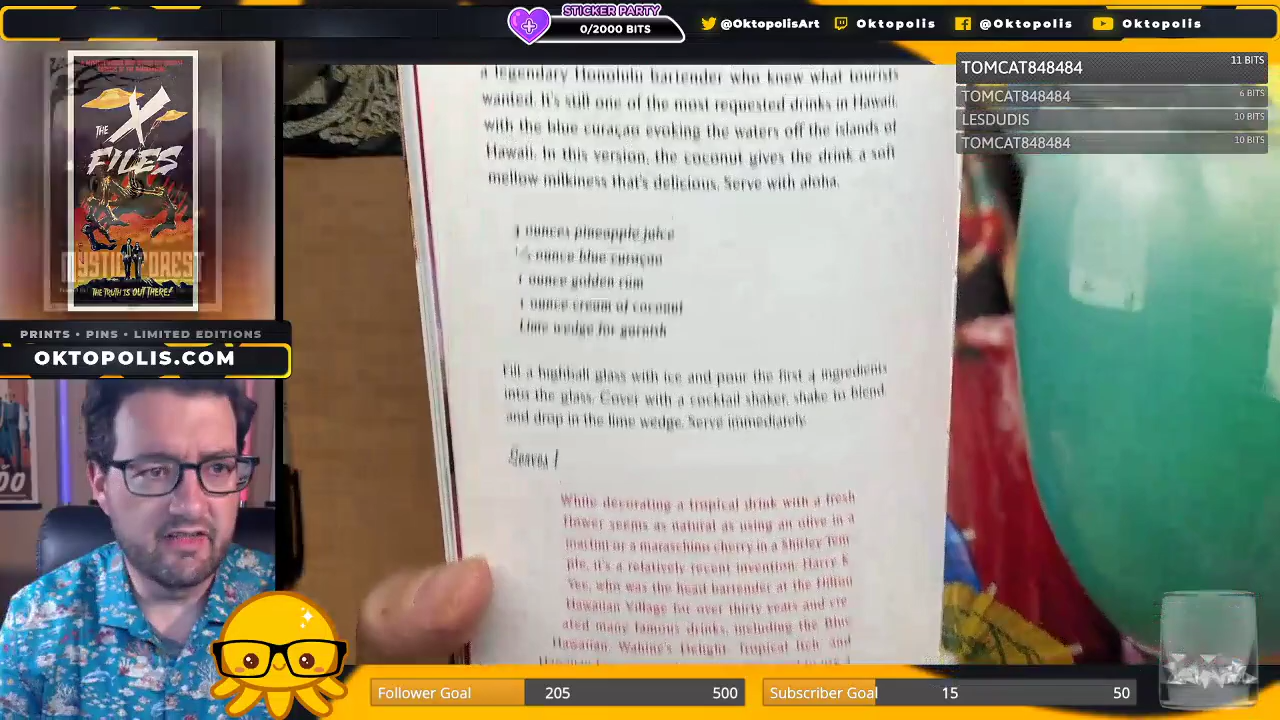 STICKER PARTY
0/2000 BITS
@OktopolisArt
Oktopolis
@Oktopolis
Oktopolis
TOMCAT848484 11 BITS
TOMCAT848484 6 BITS
LESDUDIS 10 BITS
TOMCAT848484 10 BITS
THE
X
FILES
MYSTIC FOREST
THE TRUTH IS OUT THERE!
PRINTS • PINS • LIMITED EDITIONS
OKTOPOLIS.COM
a legendary Honolulu bartender who knew what tourists
wanted. It's still one of the most requested drinks in Hawaii,
with the blue curaçao evoking the waters off the islands of
Hawaii. In this version, the coconut gives the drink a soft
mellow milkiness that's delicious. Serve with aloha.
ounces pineapple juice
ounce blue curaçao
1 ounce golden rum
1 ounce cream of coconut
Lime wedge for garnish
Fill a highball glass with ice and pour the first 4 ingredients
into the glass. Cover with a cocktail shaker, shake to blend
and drop in the lime wedge. Serve immediately.
Serves 1
While decorating a tropical drink with a fresh
flower seems as natural as using an olive in a
martini or a maraschino cherry in a Shirley Tem
ple, it's a relatively recent invention. Harry K
Yee, who was the head bartender at the Hilton
Hawaiian Village for over thirty years and cre
ated many famous drinks, including the Blue
Hawaiian, Wahine's Delight, Tropical Itch, and
Follower Goal 205 500
Subscriber Goal 15 50